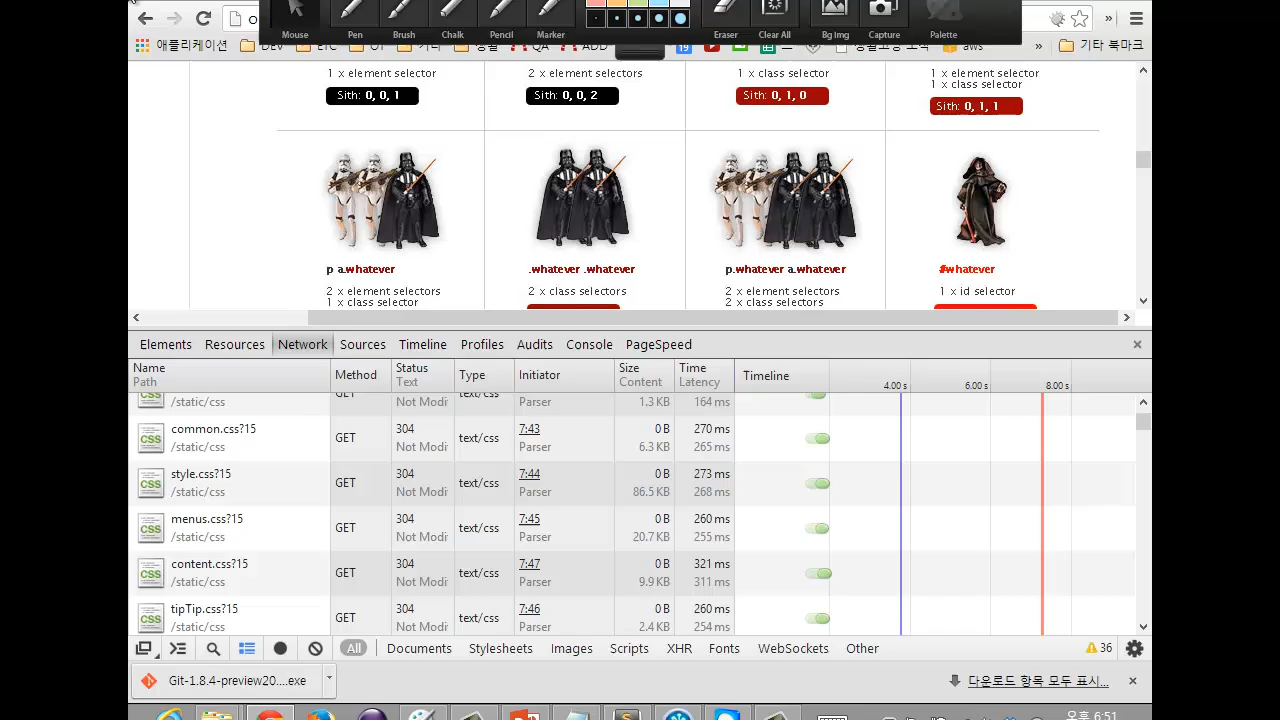 Mouse Pen Brush Chalk Pencil Marker Eraser Clear All Bg Img Capture Palette
애플리케이션 DEV ETC QA ADD 19 aws » 기타 북마크
1 x element selector
Sith: 0, 0, 1
2 x element selectors
Sith: 0, 0, 2
1 x class selector
Sith: 0, 1, 0
1 x element selector
1 x class selector
Sith: 0, 1, 1
p a.whatever
2 x element selectors
1 x class selector
.whatever .whatever
2 x class selectors
p.whatever a.whatever
2 x element selectors
2 x class selectors
#whatever
1 x id selector
Elements Resources Network Sources Timeline Profiles Audits Console PageSpeed ×
Name Method Status Type Initiator Size Time Timeline
Path Text Content Latency 4.00 s 6.00 s 8.00 s
/static/css Not Modi Parser 1.3 KB 164 ms
common.css?15 GET 304 text/css 7:43 0 B 270 ms
/static/css Not Modi Parser 6.3 KB 265 ms
style.css?15 GET 304 text/css 7:44 0 B 273 ms
/static/css Not Modi Parser 86.5 KB 268 ms
menus.css?15 GET 304 text/css 7:45 0 B 260 ms
/static/css Not Modi Parser 20.7 KB 255 ms
content.css?15 GET 304 text/css 7:47 0 B 321 ms
/static/css Not Modi Parser 9.9 KB 311 ms
tipTip.css?15 GET 304 text/css 7:46 0 B 260 ms
/static/css Not Modi Parser 2.4 KB 254 ms
All Documents Stylesheets Images Scripts XHR Fonts WebSockets Other 36
Git-1.8.4-preview20....exe 다운로드 항목 모두 표시... ×
오후 6:51